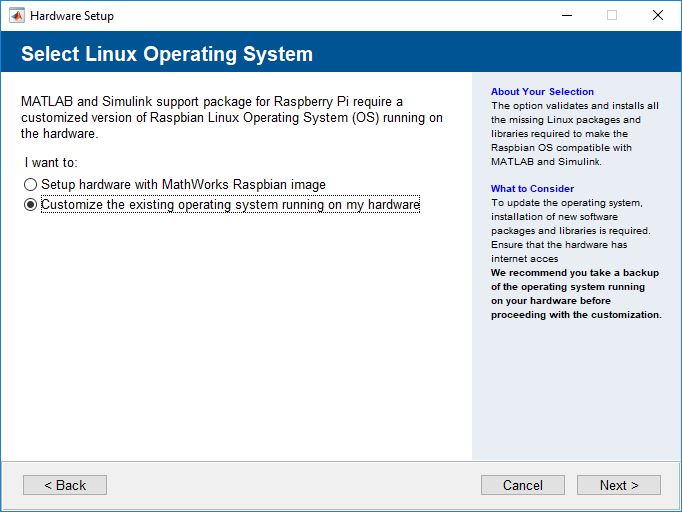 Hardware Setup
Select Linux Operating System
MATLAB and Simulink support package for Raspberry Pi require a
customized version of Raspbian Linux Operating System (OS) running on
the hardware.
I want to:
Setup hardware with MathWorks Raspbian image
Customize the existing operating system running on my hardware
About Your Selection
The option validates and installs all
the missing Linux packages and
libraries required to make the
Raspbian OS compatible with
MATLAB and Simulink.
What to Consider
To update the operating system,
installation of new software
packages and libraries is required.
Ensure that the hardware has
internet acces
We recommend you take a backup
of the operating system running
on your hardware before
proceeding with the customization.
< Back
Cancel
Next >